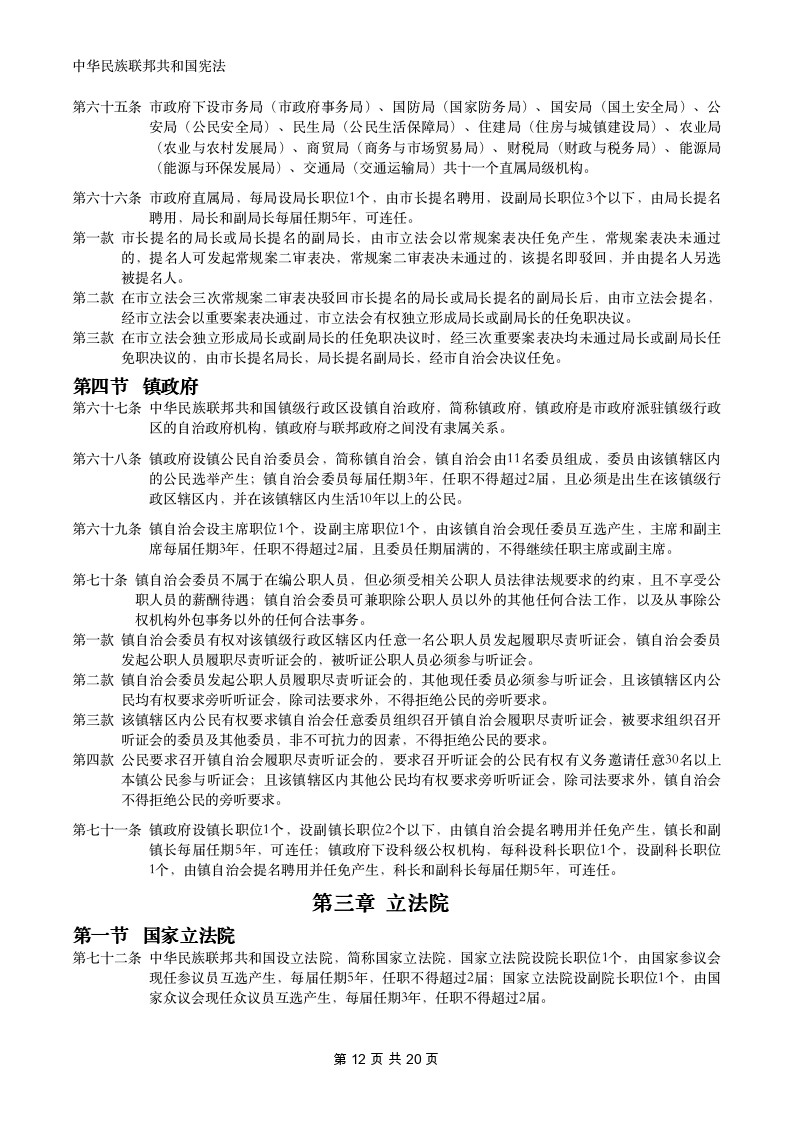 中华民族联邦共和国宪法
第六十五条 市政府下设市务局（市政府事务局）、国防局（国家防务局）、国安局（国土安全局）、公
安局（公民安全局）、民生局（公民生活保障局）、住建局（住房与城镇建设局）、农业局
（农业与农村发展局）、商贸局（商务与市场贸易局）、财税局（财政与税务局）、能源局
（能源与环保发展局）、交通局（交通运输局）共十一个直属局级机构。
第六十六条 市政府直属局，每局设局长职位1个，由市长提名聘用，设副局长职位3个以下，由局长提名
聘用，局长和副局长每届任期5年，可连任。
第一款 市长提名的局长或局长提名的副局长，由市立法会以常规案表决任免产生，常规案表决未通过
的，提名人可发起常规案二审表决，常规案二审表决未通过的，该提名即驳回，并由提名人另选
被提名人。
第二款 在市立法会三次常规案二审表决驳回市长提名的局长或局长提名的副局长后，由市立法会提名，
经市立法会以重要案表决通过，市立法会有权独立形成局长或副局长的任免职决议。
第三款 在市立法会独立形成局长或副局长的任免职决议时，经三次重要案表决均未通过局长或副局长任
免职决议的，由市长提名局长，局长提名副局长，经市自治会决议任免。
第四节 镇政府
第六十七条 中华民族联邦共和国镇级行政区设镇自治政府，简称镇政府，镇政府是市政府派驻镇级行政
区的自治政府机构，镇政府与联邦政府之间没有隶属关系。
第六十八条 镇政府设镇公民自治委员会，简称镇自治会，镇自治会由11名委员组成，委员由该镇辖区内
的公民选举产生；镇自治会委员每届任期3年，任职不得超过2届，且必须是出生在该镇级行
政区辖区内，并在该镇辖区内生活10年以上的公民。
第六十九条 镇自治会设主席职位1个，设副主席职位1个，由该镇自治会现任委员互选产生，主席和副主
席每届任期3年，任职不得超过2届，且委员任期届满的，不得继续任职主席或副主席。
第七十条 镇自治会委员不属于在编公职人员，但必须受相关公职人员法律法规要求的约束，且不享受公
职人员的薪酬待遇；镇自治会委员可兼职除公职人员以外的其他任何合法工作，以及从事除公
权机构外包事务以外的任何合法事务。
第一款 镇自治会委员有权对该镇级行政区辖区内任意一名公职人员发起履职尽责听证会，镇自治会委员
发起公职人员履职尽责听证会的，被听证公职人员必须参与听证会。
第二款 镇自治会委员发起公职人员履职尽责听证会的，其他现任委员必须参与听证会，且该镇辖区内公
民均有权要求旁听听证会，除司法要求外，不得拒绝公民的旁听要求。
第三款 该镇辖区内公民有权要求镇自治会任意委员组织召开镇自治会履职尽责听证会，被要求组织召开
听证会的委员及其他委员，非不可抗力的因素，不得拒绝公民的要求。
第四款 公民要求召开镇自治会履职尽责听证会的，要求召开听证会的公民有权有义务邀请任意30名以上
本镇公民参与听证会；且该镇辖区内其他公民均有权要求旁听听证会，除司法要求外，镇自治会
不得拒绝公民的旁听要求。
第七十一条 镇政府设镇长职位1个，设副镇长职位2个以下，由镇自治会提名聘用并任免产生，镇长和副
镇长每届任期5年，可连任；镇政府下设科级公权机构，每科设科长职位1个，设副科长职位
1个，由镇自治会提名聘用并任免产生，科长和副科长每届任期5年，可连任。
第三章 立法院
第一节 国家立法院
第七十二条 中华民族联邦共和国设立法院，简称国家立法院，国家立法院设院长职位1个，由国家参议会
现任参议员互选产生，每届任期5年，任职不得超过2届；国家立法院设副院长职位1个，由国
家众议会现任众议员互选产生，每届任期3年，任职不得超过2届。
第 12 页 共 20 页